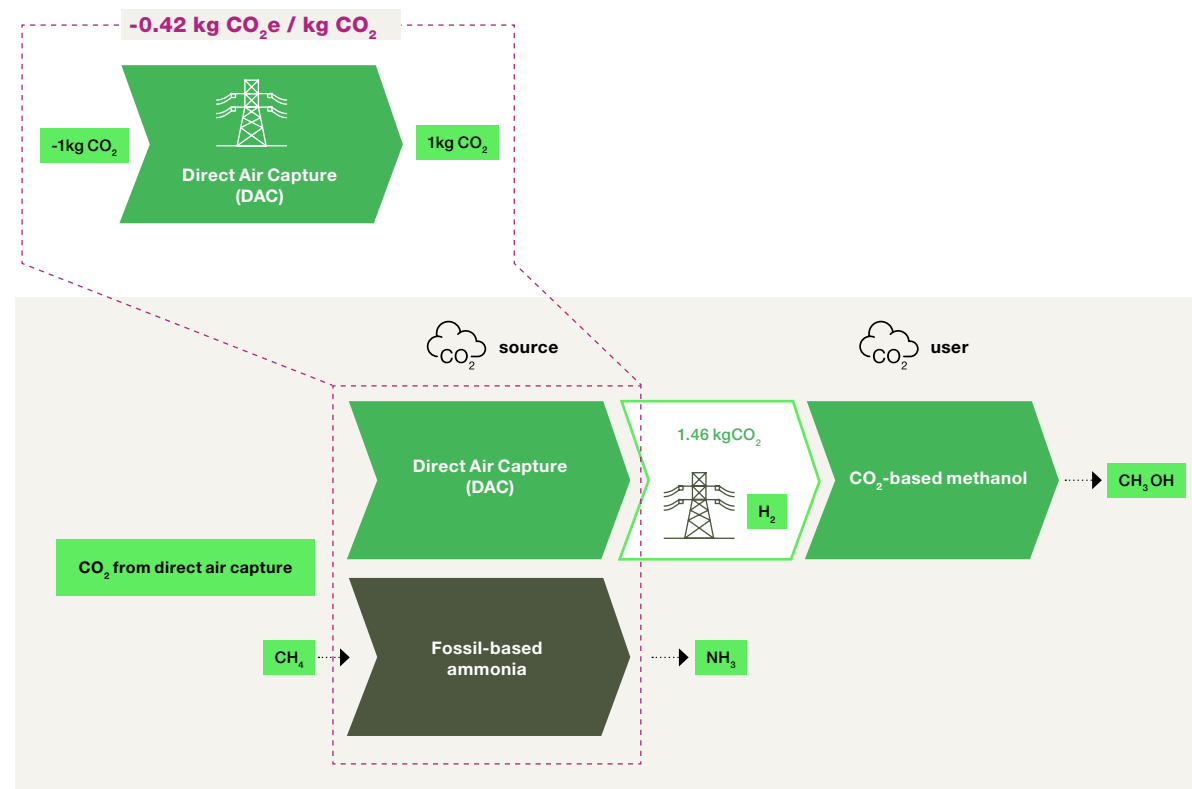 -0.42 kg CO₂e / kg CO₂
-1kg CO₂
1kg CO₂
Direct Air Capture
(DAC)
CO₂
source
CO₂
user
Direct Air Capture
(DAC)
1.46 kgCO₂
H₂
CO₂-based methanol
CH₃OH
CO₂ from direct air capture
CH₄
Fossil-based
ammonia
NH₃